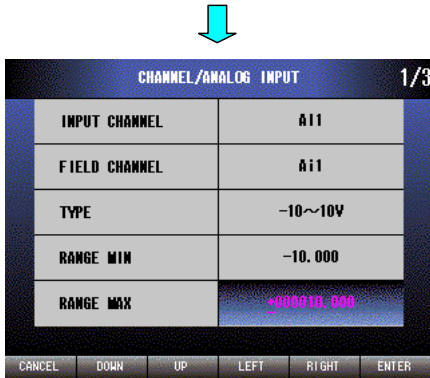 CHANNEL/ANALOG INPUT 1/3
INPUT CHANNEL AI1
FIELD CHANNEL Ai1
TYPE -10～10V
RANGE MIN -10.000
RANGE MAX +000010.000
CANCEL DOWN UP LEFT RIGHT ENTER